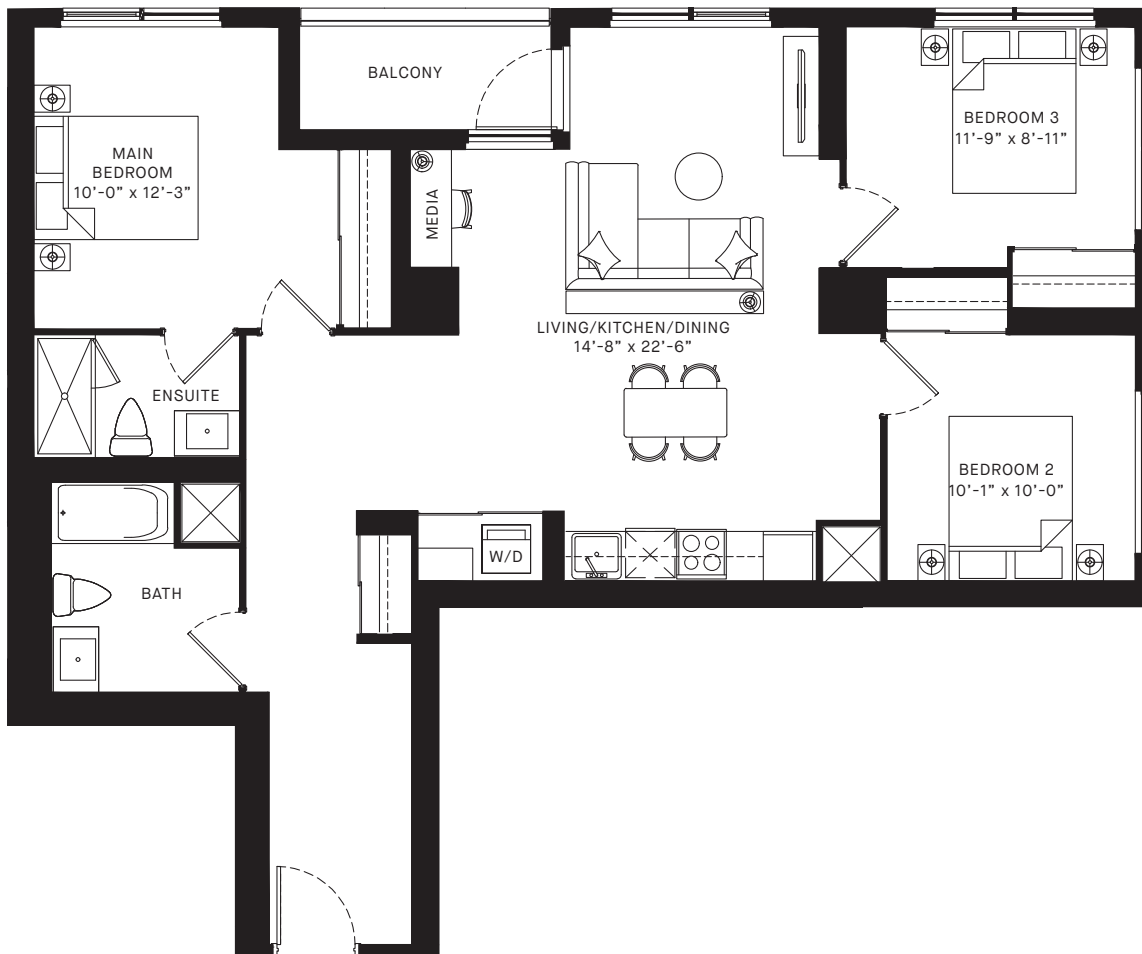 BALCONY
MAIN
BEDROOM
10’-0” x 12’-3”
MEDIA
BEDROOM 3
11’-9” x 8’-11”
LIVING/KITCHEN/DINING
14’-8” x 22’-6”
ENSUITE
BEDROOM 2
10’-1” x 10’-0”
W/D
BATH